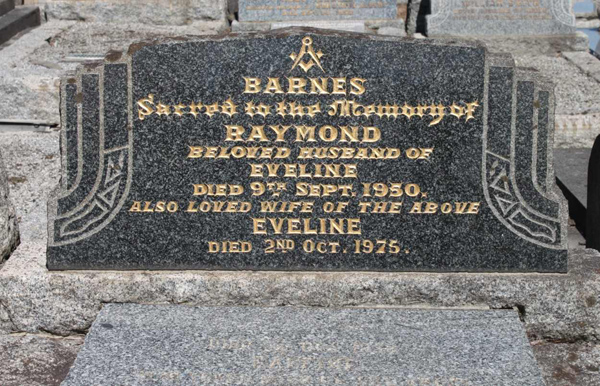 BARNES
Sacred to the Memory of
RAYMOND
BELOVED HUSBAND OF
EVELINE
DIED 9TH SEPT. 1950.
ALSO LOVED WIFE OF THE ABOVE
EVELINE
DIED 2ND OCT. 1975.